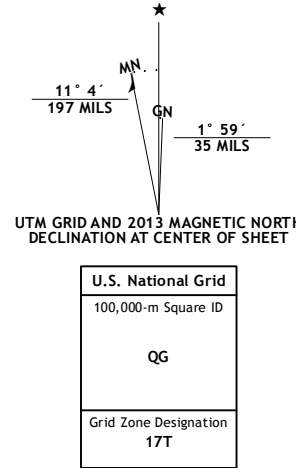 ★
MN
11° 4´
197 MILS
GN
1° 59´
35 MILS
UTM GRID AND 2013 MAGNETIC NORTH
DECLINATION AT CENTER OF SHEET
U.S. National Grid
100,000-m Square ID
QG
Grid Zone Designation
17T